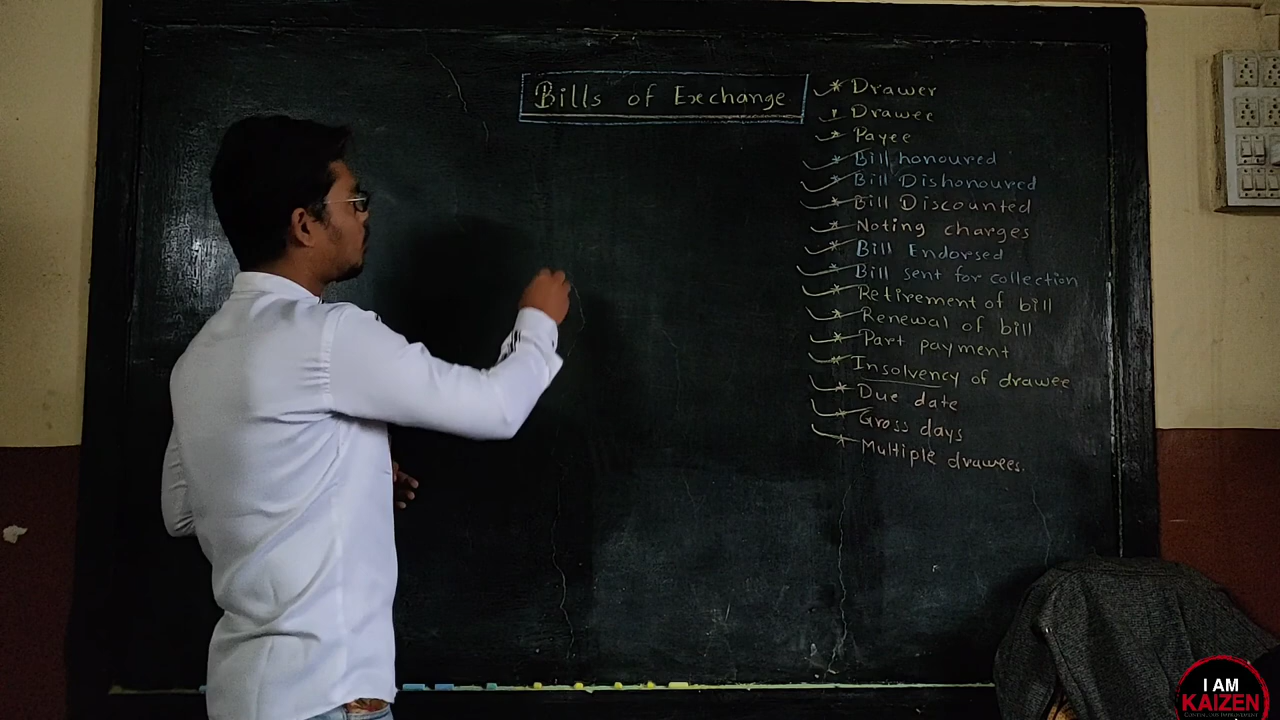 Bills of Exchange
* Drawer
* Drawee
* Payee
* Bill honoured
* Bill Dishonoured
* Bill Discounted
* Noting charges
* Bill Endorsed
* Bill sent for collection
* Retirement of bill
* Renewal of bill
* Part payment
* Insolvency of drawee
* Due date
* Gross days
* Multiple drawees.
I AM
KAIZEN